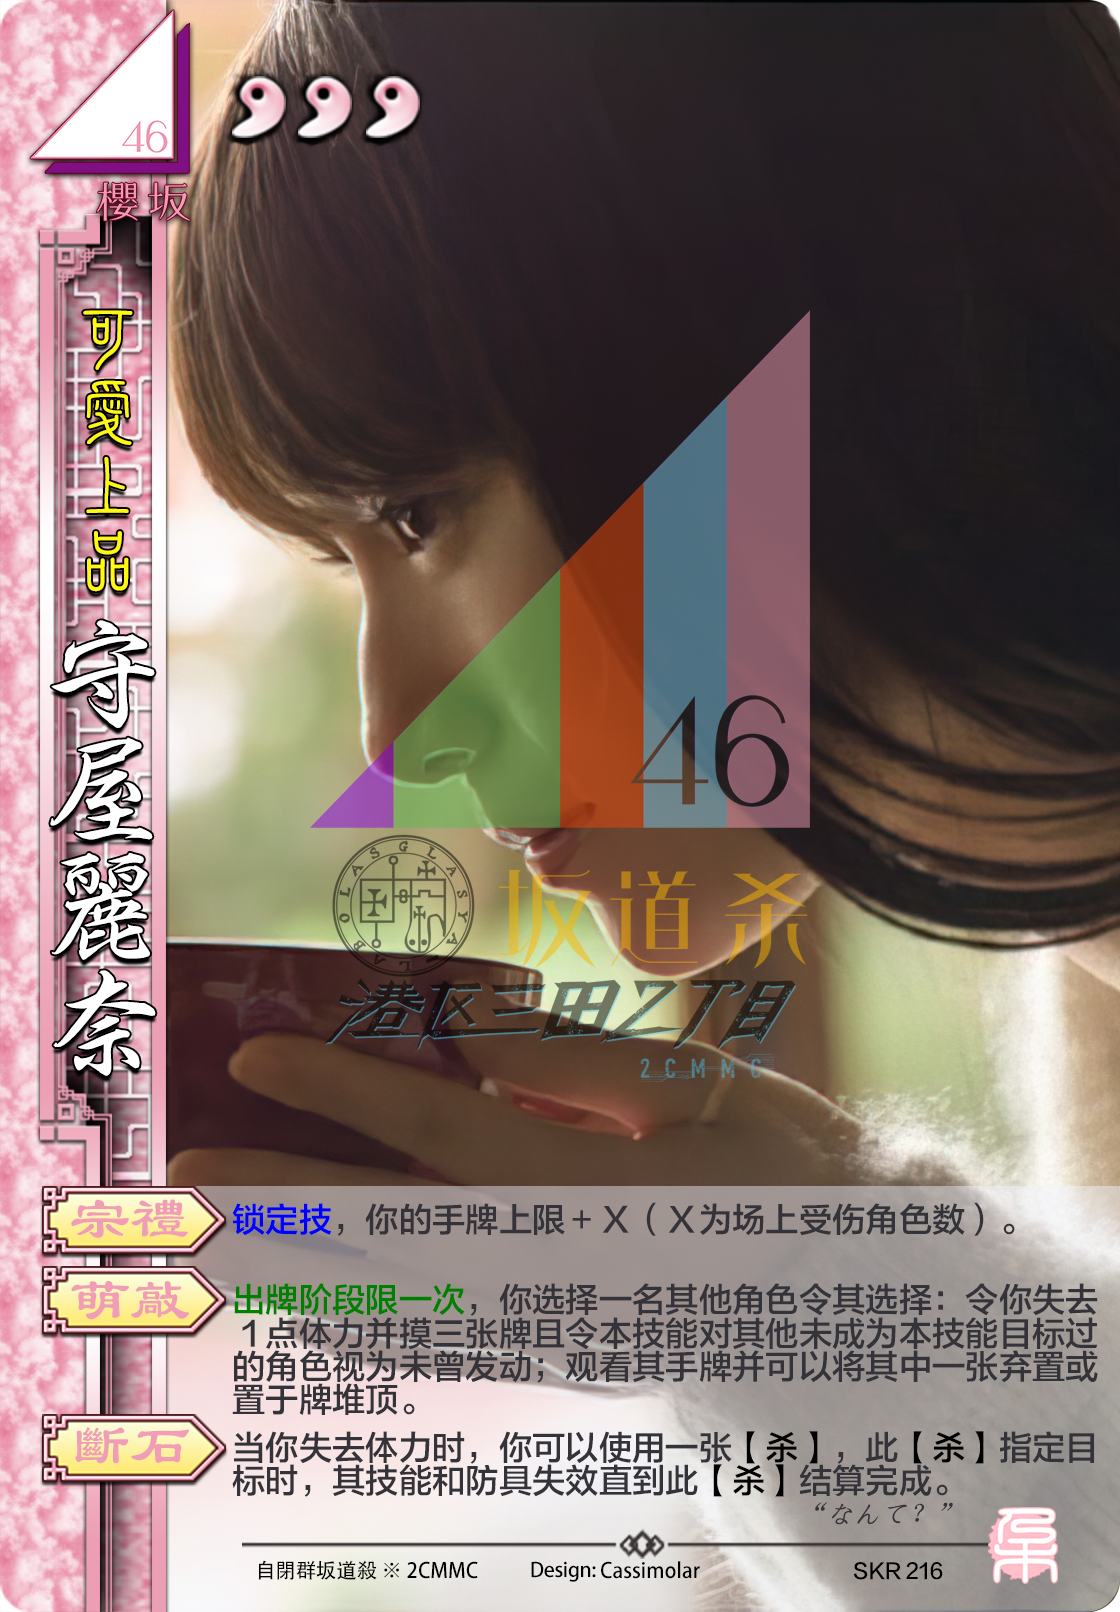 46
櫻坂
可愛上品
守屋麗奈
46
GLASYA LABOLAS
坂道杀
港区三田乙丁目
2CMMC
宗禮
锁定技，你的手牌上限＋Ｘ（Ｘ为场上受伤角色数）。
萌敲
出牌阶段限一次，你选择一名其他角色令其选择：令你失去
１点体力并摸三张牌且令本技能对其他未成为本技能目标过
的角色视为未曾发动；观看其手牌并可以将其中一张弃置或
置于牌堆顶。
斷石
当你失去体力时，你可以使用一张【杀】，此【杀】指定目
标时，其技能和防具失效直到此【杀】结算完成。
“なんて？”
自閉群坂道殺 ※ 2CMMC
Design: Cassimolar
SKR 216